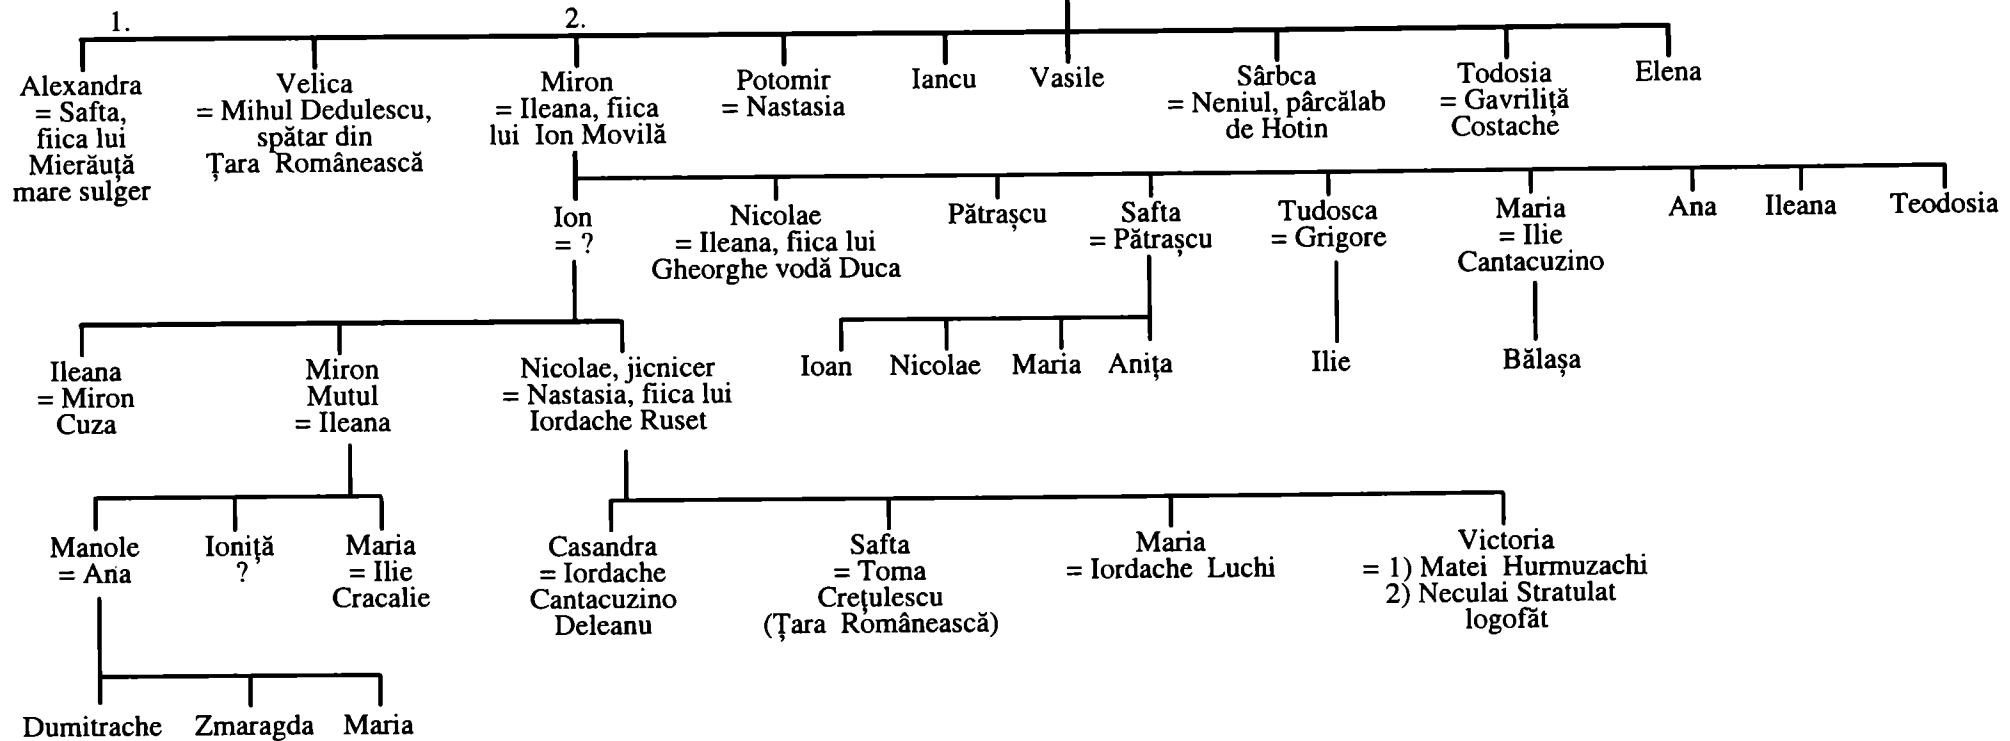 1.
2.
Alexandra
= Safta,
fiica lui
Mierăuță
mare sulger
Velica
= Mihul Dedulescu,
spătar din
Țara Românească
Miron
= Ileana, fiica
lui Ion Movilă
Potomir
= Nastasia
Iancu
Vasile
Sârbca
= Neniul, pârcălab
de Hotin
Todosia
= Gavriliță
Costache
Elena
Ion
= ?
Nicolae
= Ileana, fiica lui
Gheorghe vodă Duca
Pătrașcu
Safta
= Pătrașcu
Tudosca
= Grigore
Maria
= Ilie
Cantacuzino
Ana
Ileana
Teodosia
Ileana
= Miron
Cuza
Miron
Mutul
= Ileana
Nicolae, jicnicer
= Nastasia, fiica lui
Iordache Ruset
Ioan
Nicolae
Maria
Anița
Ilie
Bălașa
Manole
= Ana
Ioniță
?
Maria
= Ilie
Cracalie
Casandra
= Iordache
Cantacuzino
Deleanu
Safta
= Toma
Crețulescu
(Țara Românească)
Maria
= Iordache Luchi
Victoria
= 1) Matei Hurmuzachi
2) Neculai Stratulat
logofăt
Dumitrache
Zmaragda
Maria